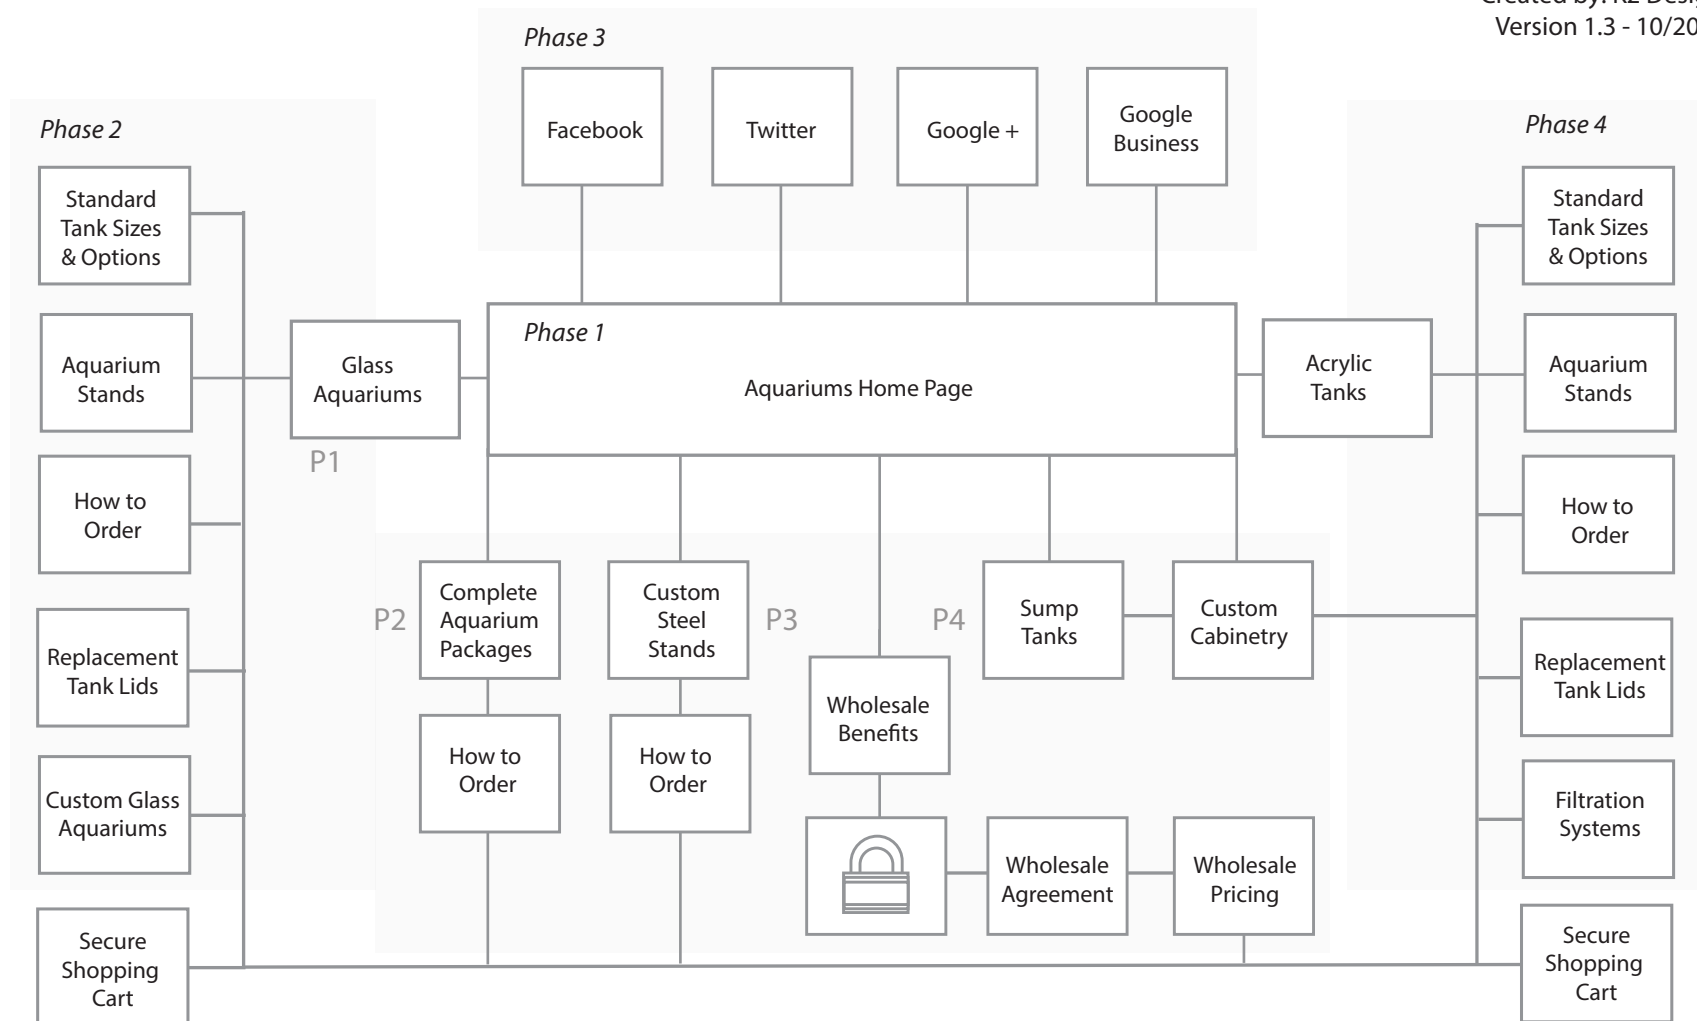 Created by: K2
Version 1.3 - 10/20
Phase 3
Facebook
Twitter
Google +
Google
Business
Phase 2
Standard
Tank Sizes
& Options
Aquarium
Stands
How to
Order
Replacement
Tank Lids
Custom Glass
Aquariums
Secure
Shopping
Cart
Glass
Aquariums
P1
Phase 1
Aquariums Home Page
Acrylic
Tanks
P2
Complete
Aquarium
Packages
How to
Order
Custom
Steel
Stands
P3
How to
Order
Wholesale
Benefits
P4
Sump
Tanks
Custom
Cabinetry
Wholesale
Agreement
Wholesale
Pricing
Phase 4
Standard
Tank Sizes
& Options
Aquarium
Stands
How to
Order
Replacement
Tank Lids
Filtration
Systems
Secure
Shopping
Cart